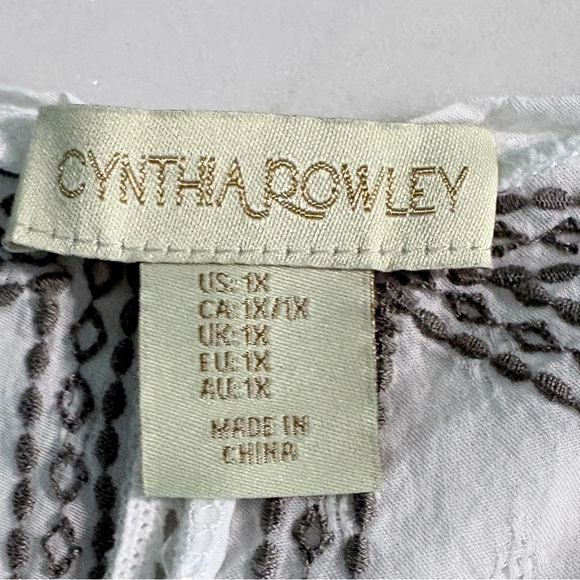 CYNTHIA ROWLEY
US: 1X
CA: 1X/1X
UK: 1X
EU: 1X
AU: 1X
MADE IN
CHINA